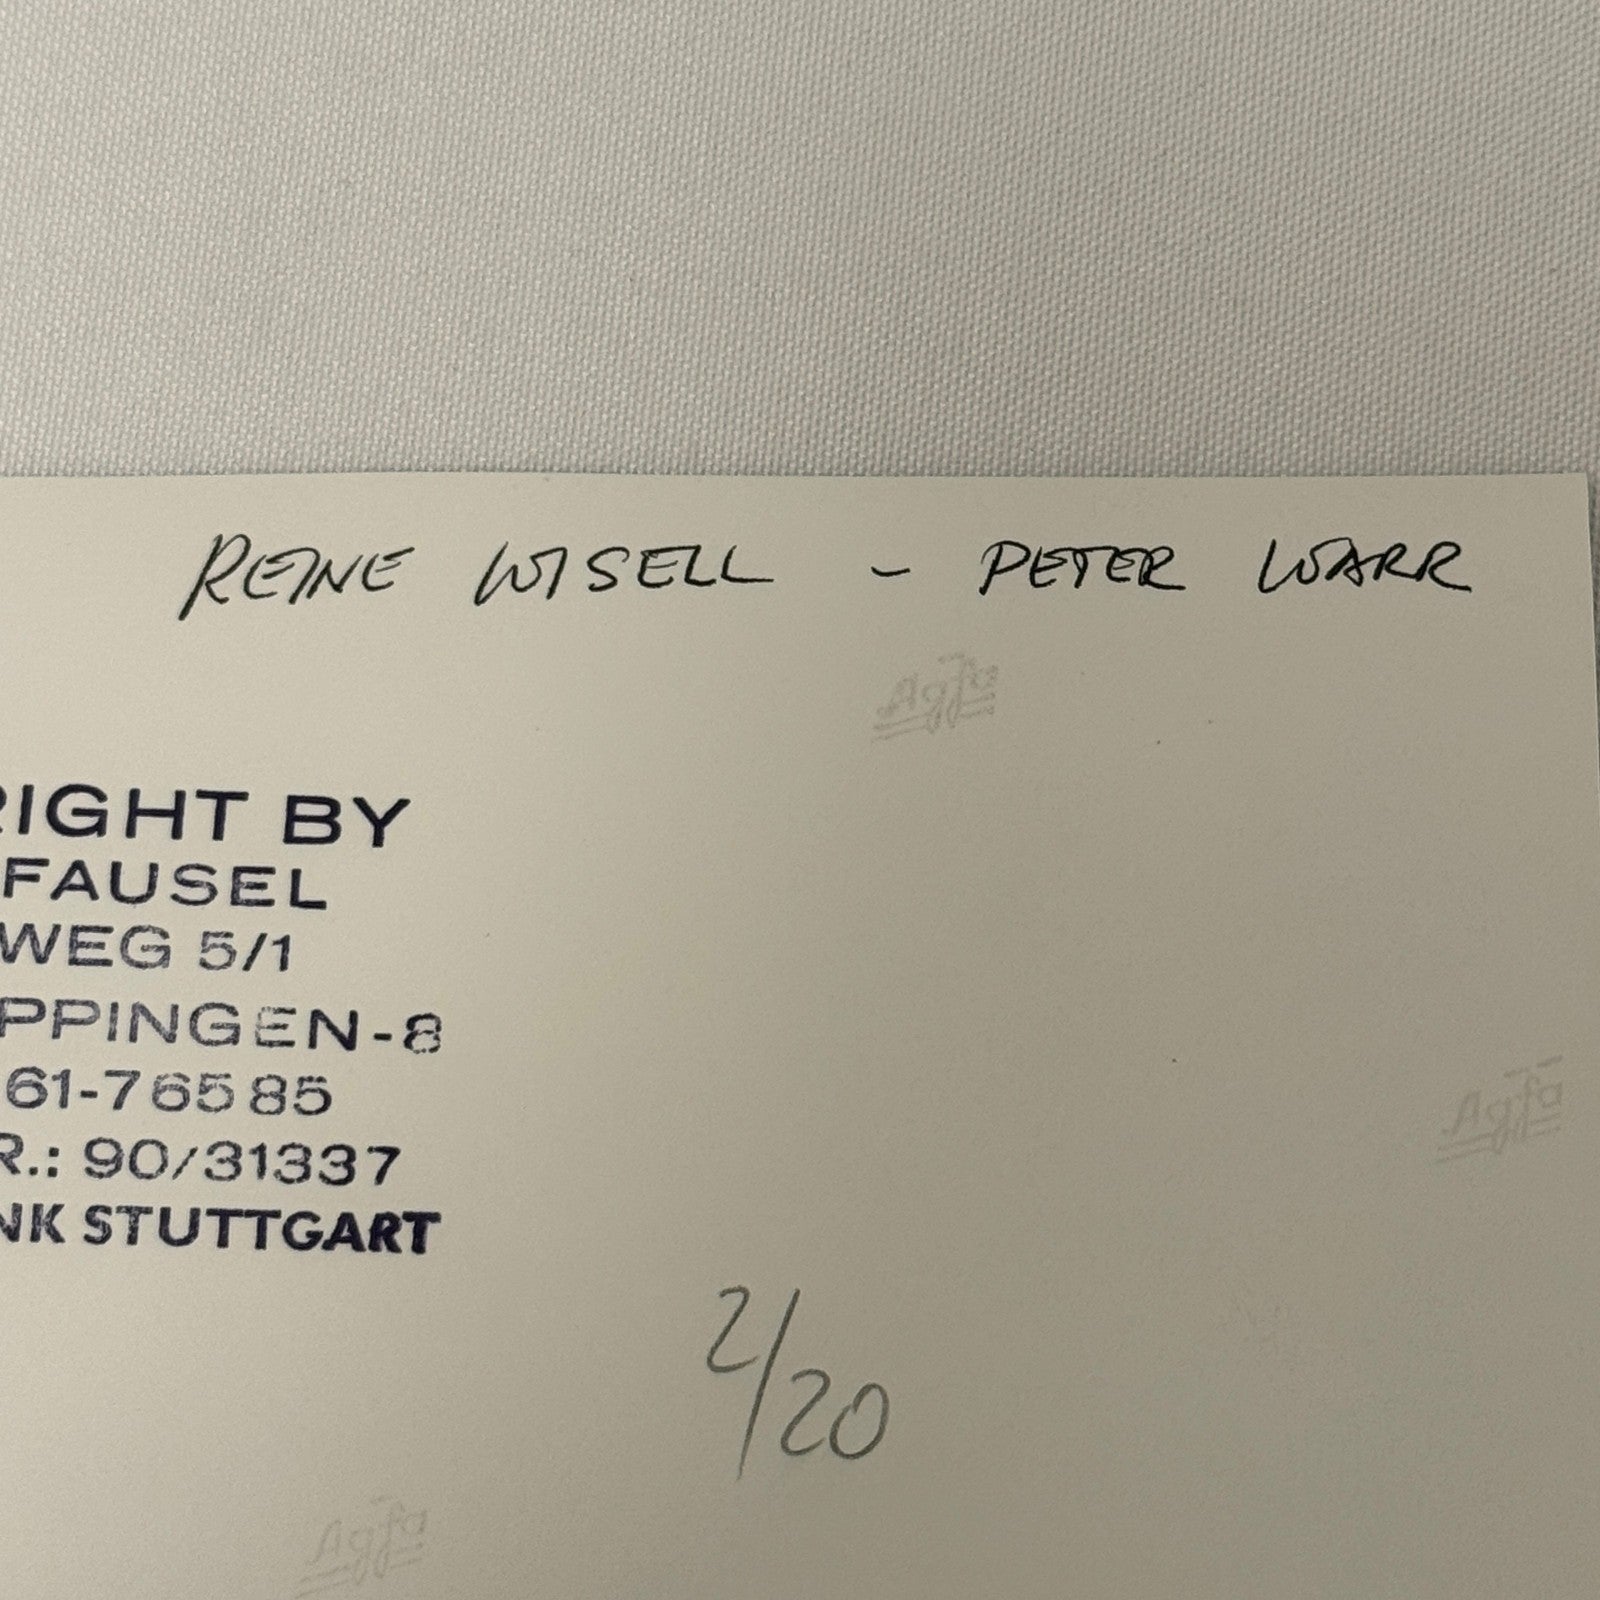 REINE WISELL - PETER WARR
Agfa
RIGHT BY
FAUSEL
WEG 5/1
PPINGEN-8
61-76585
R.: 90/31337
NK STUTTGART
Agfa
2/20
Agfa